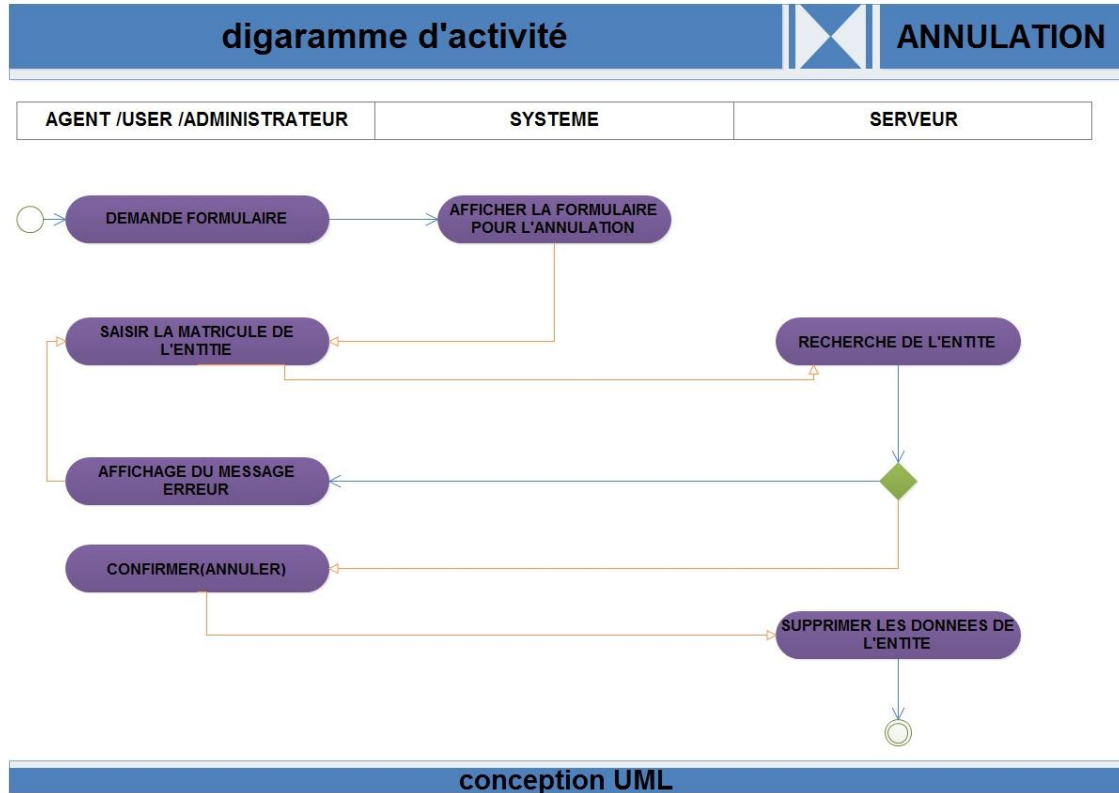 digaramme d'activité
ANNULATION
AGENT /USER /ADMINISTRATEUR
SYSTEME
SERVEUR
DEMANDE FORMULAIRE
AFFICHER LA FORMULAIRE
POUR L'ANNULATION
SAISIR LA MATRICULE DE
L'ENTITIE
RECHERCHE DE L'ENTITE
AFFICHAGE DU MESSAGE
ERREUR
CONFIRMER(ANNULER)
SUPPRIMER LES DONNEES DE
L'ENTITE
conception UML